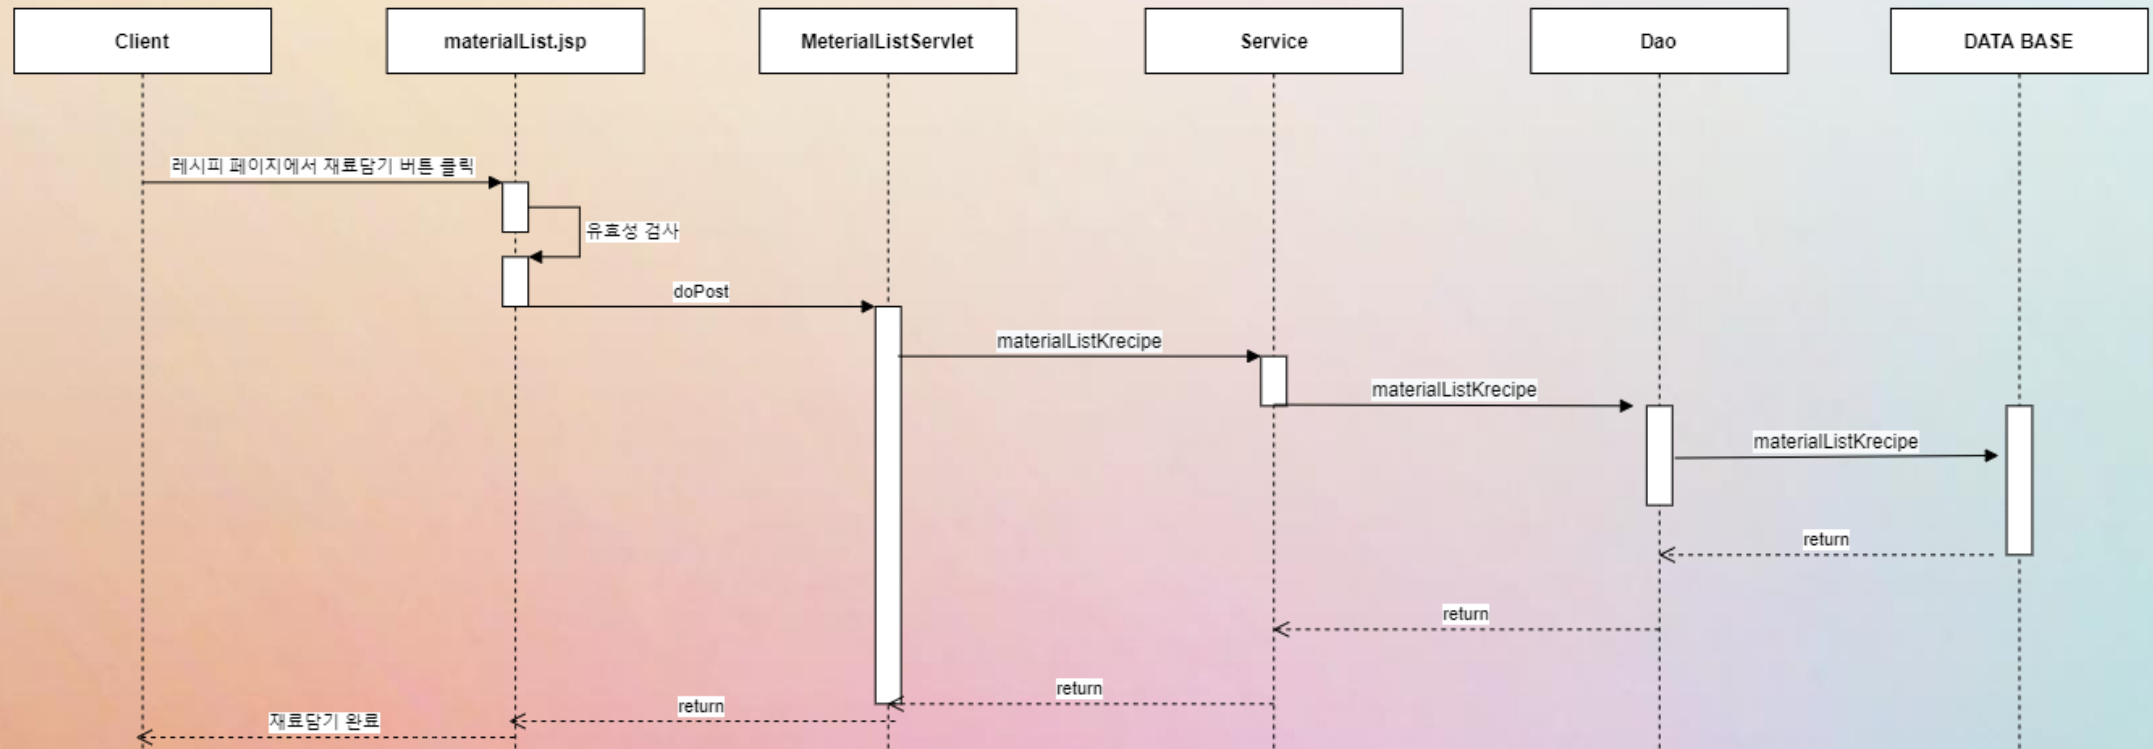 Client
materialList.jsp
MeterialListServlet
Service
Dao
DATA BASE
레시피 페이지에서 재료담기 버튼 클릭
유효성 검사
doPost
materialListKrecipe
materialListKrecipe
materialListKrecipe
return
return
return
return
재료담기 완료